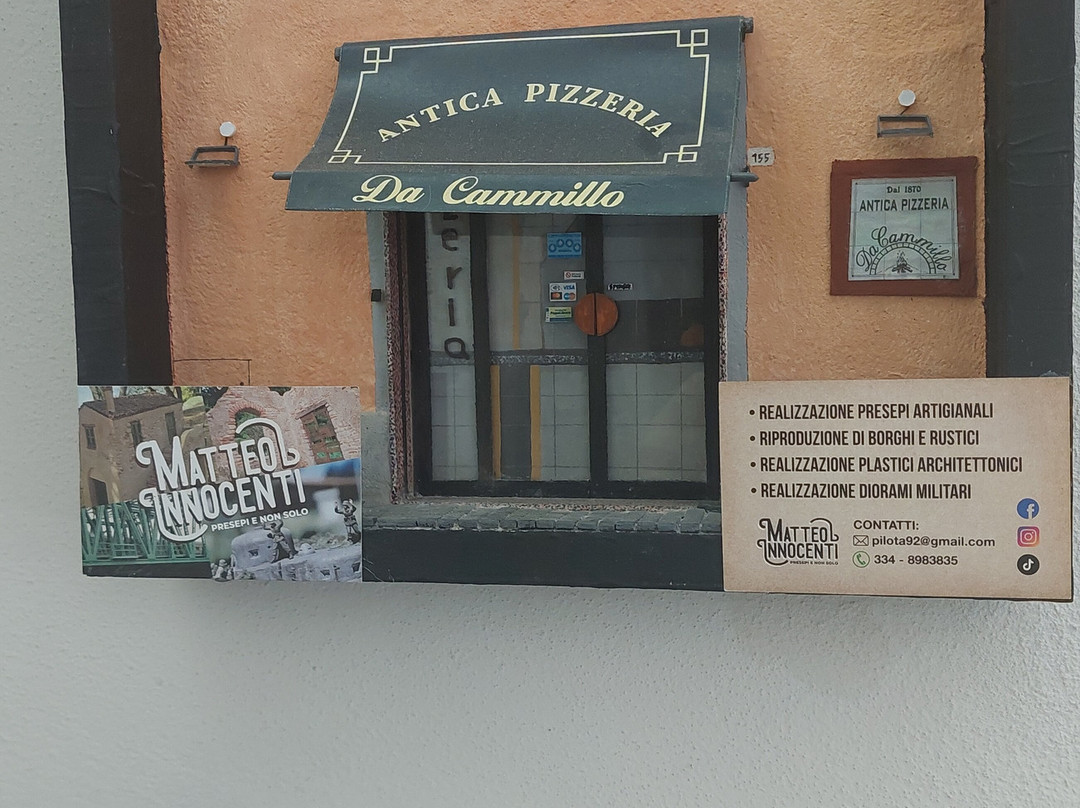 ANTICA PIZZERIA
Da Cammillo
155
Dal 1870
ANTICA PIZZERIA
Da Cammillo
eria
VISA
MATTEO
INNOCENTI
PRESEPI E NON SOLO
• REALIZZAZIONE PRESEPI ARTIGIANALI
• RIPRODUZIONE DI BORGHI E RUSTICI
• REALIZZAZIONE PLASTICI ARCHITETTONICI
• REALIZZAZIONE DIORAMI MILITARI
MATTEO
INNOCENTI
PRESEPI E NON SOLO
CONTATTI:
pilota92@gmail.com
334 - 8983835